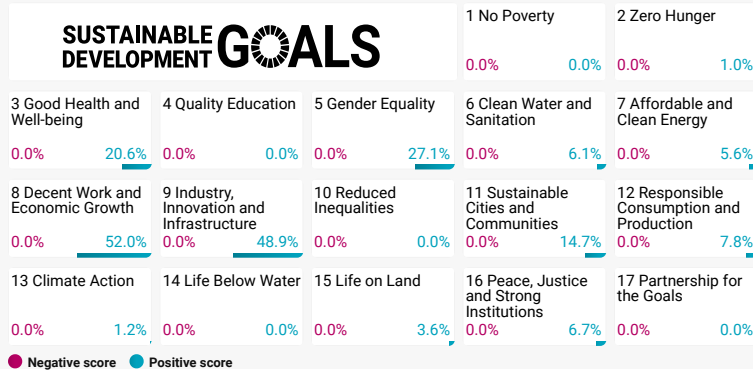 SUSTAINABLE
DEVELOPMENT
GOALS
1 No Poverty
0.0% 0.0%
2 Zero Hunger
0.0% 1.0%
3 Good Health and
Well-being
0.0% 20.6%
4 Quality Education
0.0% 0.0%
5 Gender Equality
0.0% 27.1%
6 Clean Water and
Sanitation
0.0% 6.1%
7 Affordable and
Clean Energy
0.0% 5.6%
8 Decent Work and
Economic Growth
0.0% 52.0%
9 Industry,
Innovation and
Infrastructure
0.0% 48.9%
10 Reduced
Inequalities
0.0% 0.0%
11 Sustainable
Cities and
Communities
0.0% 14.7%
12 Responsible
Consumption and
Production
0.0% 7.8%
13 Climate Action
0.0% 1.2%
14 Life Below Water
0.0% 0.0%
15 Life on Land
0.0% 3.6%
16 Peace, Justice
and Strong
Institutions
0.0% 6.7%
17 Partnership for
the Goals
0.0% 0.0%
Negative score Positive score